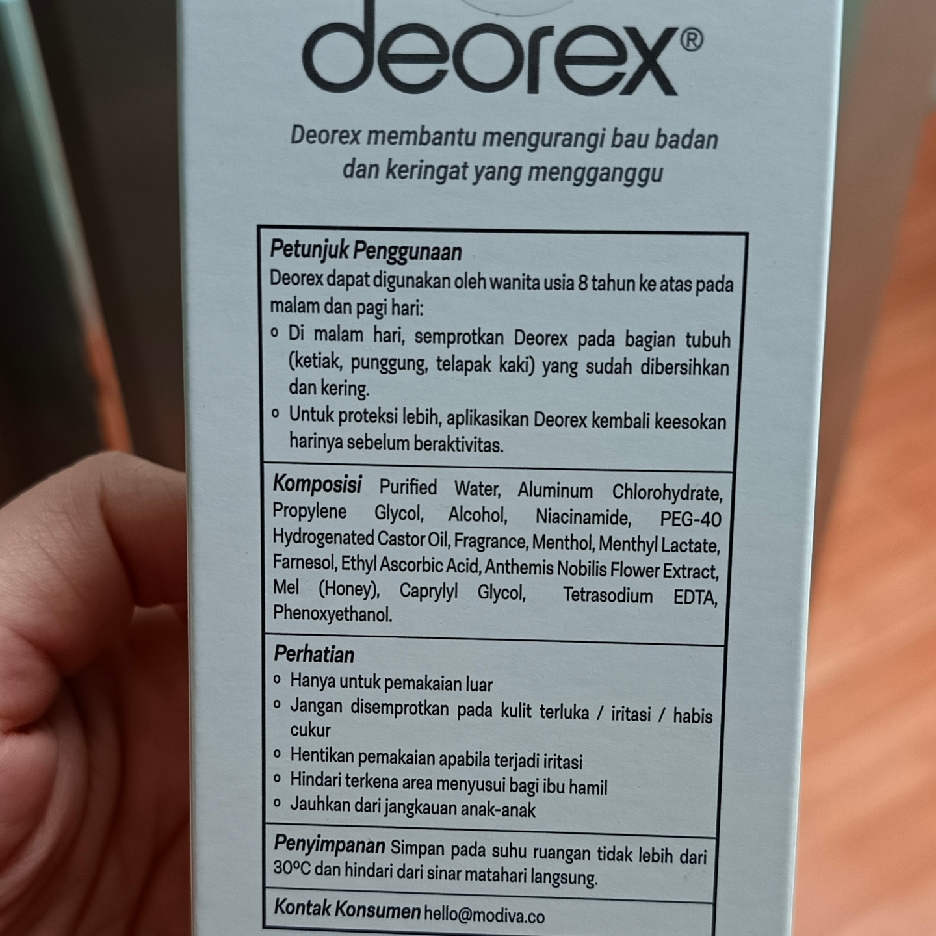 deorex®
Deorex membantu mengurangi bau badan
dan keringat yang mengganggu
Petunjuk Penggunaan
Deorex dapat digunakan oleh wanita usia 8 tahun ke atas pada
malam dan pagi hari:
o Di malam hari, semprotkan Deorex pada bagian tubuh
(ketiak, punggung, telapak kaki) yang sudah dibersihkan
dan kering.
o Untuk proteksi lebih, aplikasikan Deorex kembali keesokan
harinya sebelum beraktivitas.
Komposisi Purified Water, Aluminum Chlorohydrate,
Propylene Glycol, Alcohol, Niacinamide, PEG-40
Hydrogenated Castor Oil, Fragrance, Menthol, Menthyl Lactate,
Farnesol, Ethyl Ascorbic Acid, Anthemis Nobilis Flower Extract,
Mel (Honey), Caprylyl Glycol, Tetrasodium EDTA,
Phenoxyethanol.
Perhatian
o Hanya untuk pemakaian luar
o Jangan disemprotkan pada kulit terluka / iritasi / habis
cukur
o Hentikan pemakaian apabila terjadi iritasi
o Hindari terkena area menyusui bagi ibu hamil
o Jauhkan dari jangkauan anak-anak
Penyimpanan Simpan pada suhu ruangan tidak lebih dari
30°C dan hindari dari sinar matahari langsung.
Kontak Konsumen hello@modiva.co